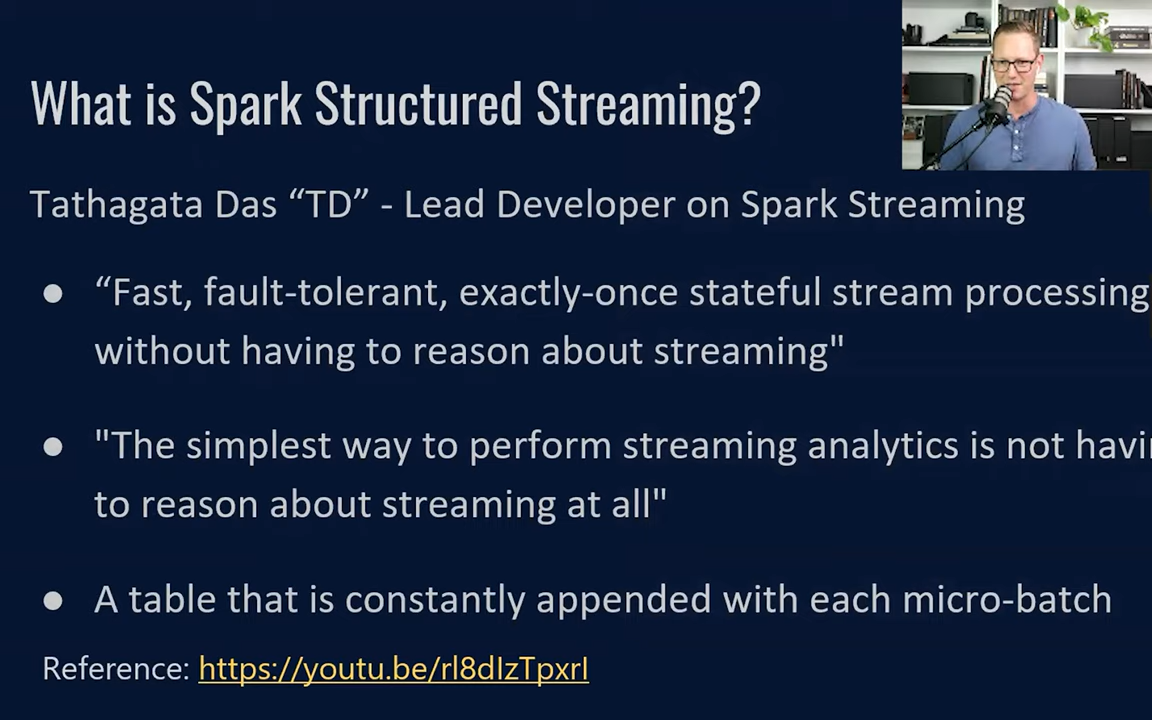 What is Spark Structured Streaming?
Tathagata Das “TD” - Lead Developer on Spark Streaming
● “Fast, fault-tolerant, exactly-once stateful stream processing
without having to reason about streaming"
● "The simplest way to perform streaming analytics is not havi
to reason about streaming at all"
● A table that is constantly appended with each micro-batch
Reference: https://youtu.be/rl8dIzTpxrI